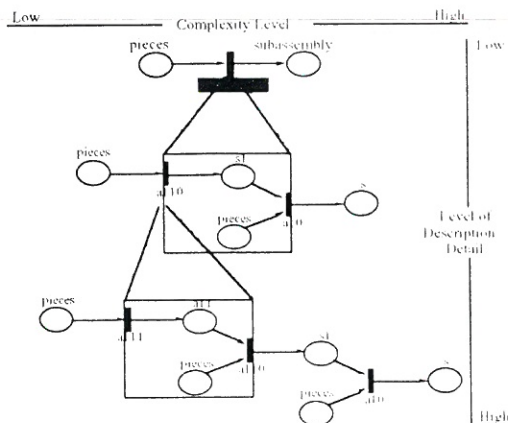 Low
Complexity Level
High
pieces
subassembly
Low
pieces
s1
a110
pieces
a10
s
Level of
Description
Detail
pieces
a11
a111
pieces
a110
s1
pieces
a10
s
High